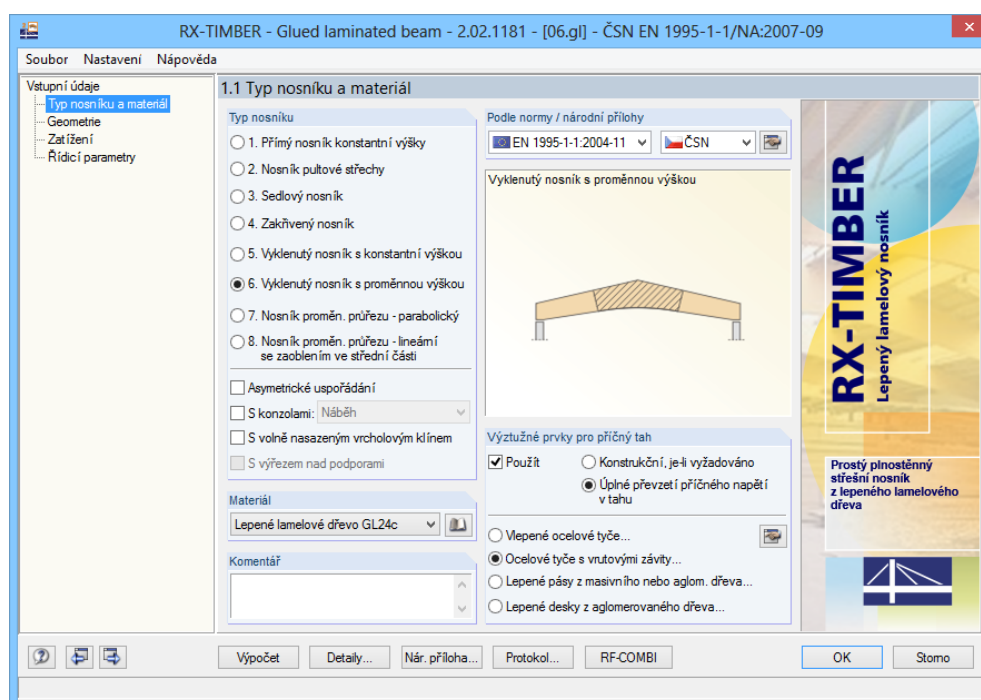 RX-TIMBER - Glued laminated beam - 2.02.1181 - [06.gl] - ČSN EN 1995-1-1/NA:2007-09
Soubor Nastavení Nápověda
Vstupní údaje
Typ nosníku a materiál
Geometrie
Zatížení
Řídicí parametry
1.1 Typ nosníku a materiál
Typ nosníku
1. Přímý nosník konstantní výšky
2. Nosník pultové střechy
3. Sedlový nosník
4. Zakřivený nosník
5. Vyklenutý nosník s konstantní výškou
6. Vyklenutý nosník s proměnnou výškou
7. Nosník proměn. průřezu - parabolický
8. Nosník proměn. průřezu - lineární
se zaoblením ve střední části
Asymetrické uspořádání
S konzolami: Náběh
S volně nasazeným vrcholovým klínem
S výřezem nad podporami
Materiál
Lepené lamelové dřevo GL24c
Komentář
Podle normy / národní přílohy
EN 1995-1-1:2004-11 ČSN
Vyklenutý nosník s proměnnou výškou
Výztužné prvky pro příčný tah
Použít
Konstrukční, je-li vyžadováno
Úplné převzetí příčného napětí
v tahu
Vlepené ocelové tyče...
Ocelové tyče s vrutovými závity...
Lepené pásy z masivního nebo aglom. dřeva...
Lepené desky z aglomerovaného dřeva...
RX-TIMBER
Lepený lamelový nosník
Prostý plnostěnný
střešní nosník
z lepeného lamelového
dřeva
Výpočet Detaily... Nár. příloha... Protokol... RF-COMBI OK Storno